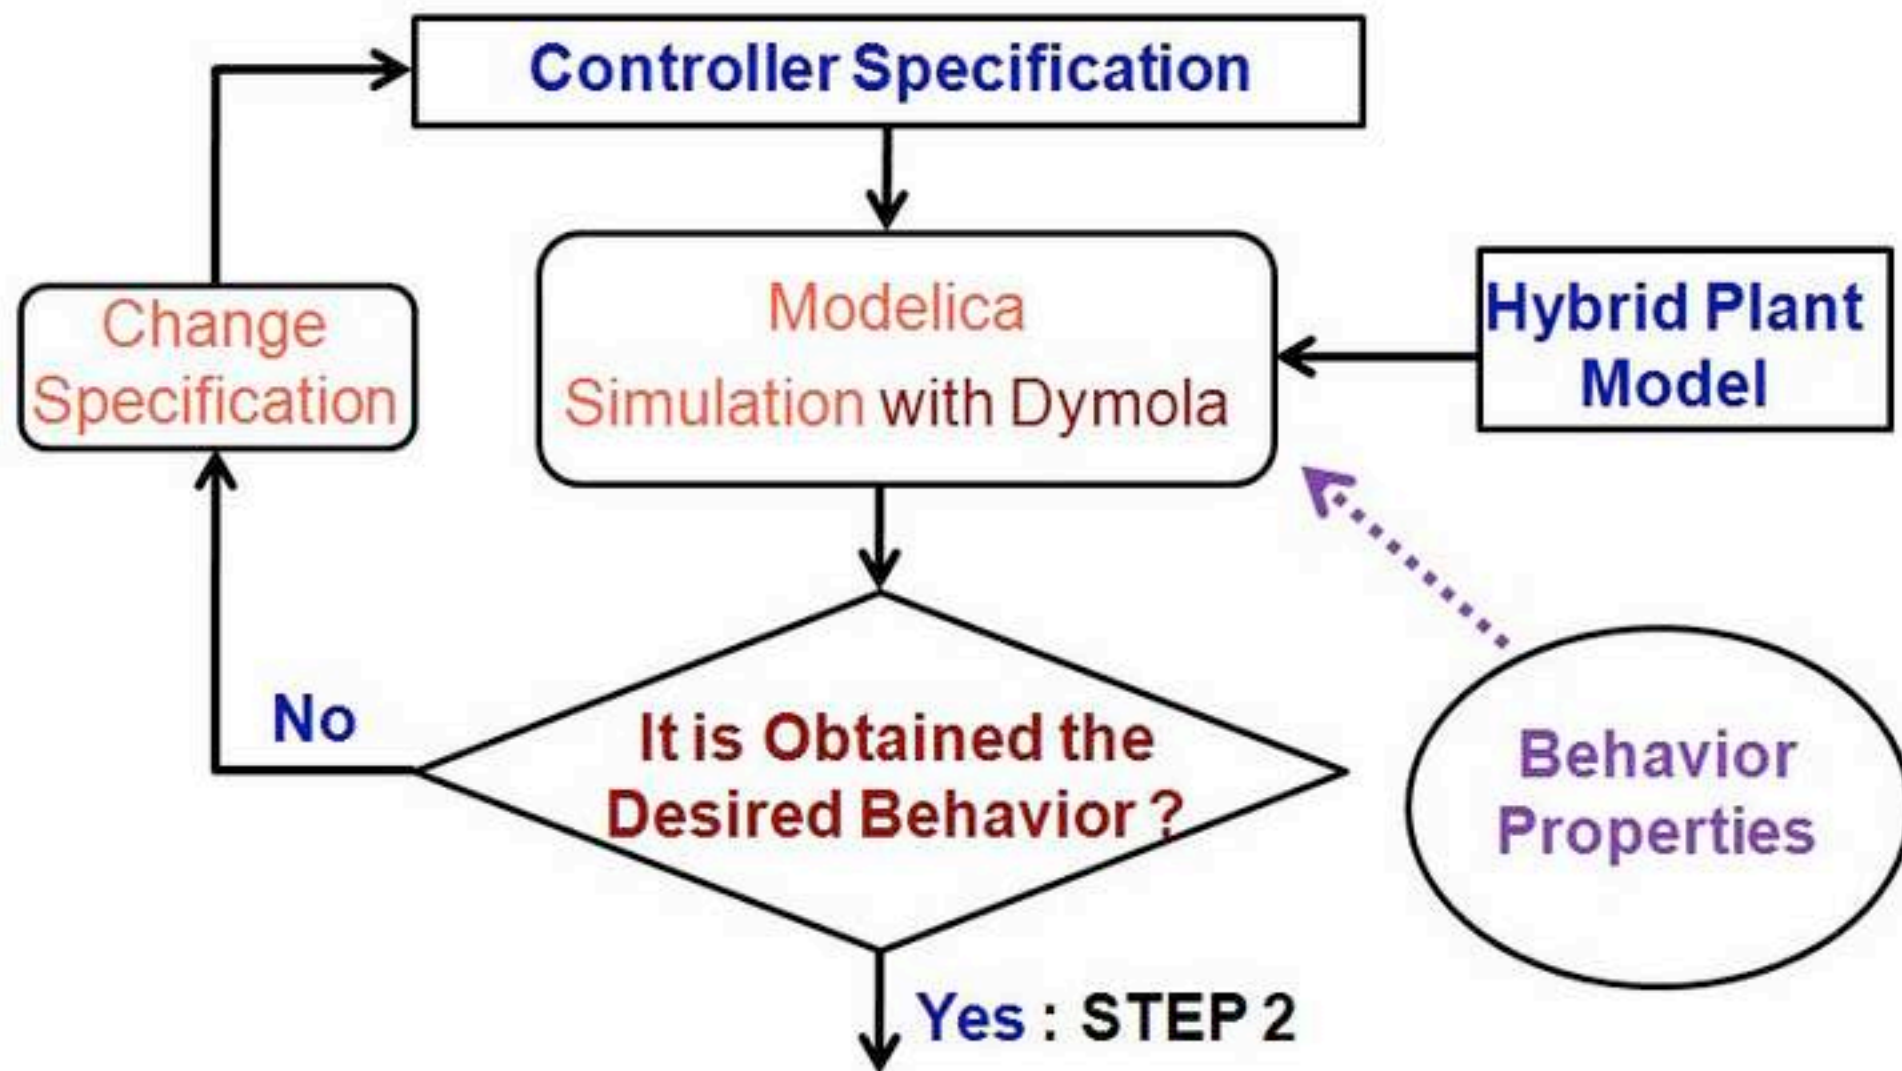 Controller Specification
Change
Specification
Modelica
Simulation with Dymola
Hybrid Plant
Model
No
It is Obtained the
Desired Behavior ?
Behavior
Properties
Yes : STEP 2